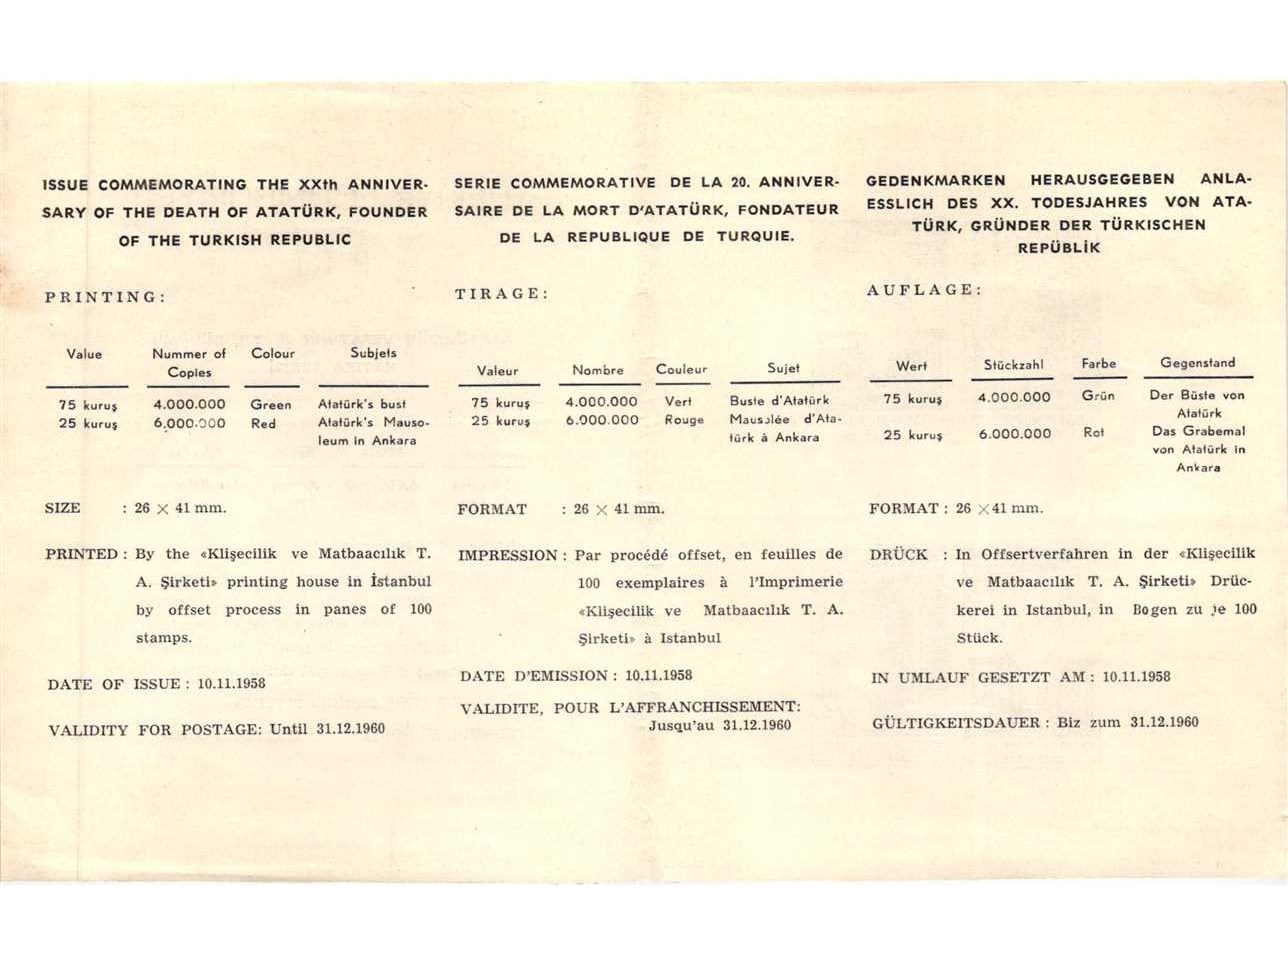 ISSUE COMMEMORATING THE XXth ANNIVER-
SARY OF THE DEATH OF ATATÜRK, FOUNDER
OF THE TURKISH REPUBLIC
PRINTING:
Value Nummer of Colour Subjets
Copies
75 kuruş 4.000.000 Green Atatürk's bust
25 kuruş 6.000.000 Red Atatürk's Mauso-
leum in Ankara
SIZE : 26 × 41 mm.
PRINTED : By the «Klişecilik ve Matbaacılık T.
A. Şirketi» printing house in İstanbul
by offset process in panes of 100
stamps.
DATE OF ISSUE : 10.11.1958
VALIDITY FOR POSTAGE: Until 31.12.1960
SERIE COMMEMORATIVE DE LA 20. ANNIVER-
SAIRE DE LA MORT D'ATATÜRK, FONDATEUR
DE LA REPUBLIQUE DE TURQUIE.
TIRAGE:
Valeur Nombre Couleur Sujet
75 kuruş 4.000.000 Vert Buste d'Atatürk
25 kuruş 6.000.000 Rouge Mausolée d'Ata-
türk à Ankara
FORMAT : 26 × 41 mm.
IMPRESSION : Par procédé offset, en feuilles de
100 exemplaires à l'Imprimerie
«Klişecilik ve Matbaacılık T. A.
Şirketi» à Istanbul
DATE D'EMISSION : 10.11.1958
VALIDITE, POUR L'AFFRANCHISSEMENT:
Jusqu'au 31.12.1960
GEDENKMARKEN HERAUSGEGEBEN ANLA-
ESSLICH DES XX. TODESJAHRES VON ATA-
TÜRK, GRÜNDER DER TÜRKISCHEN
REPÜBLİK
AUFLAGE:
Wert Stückzahl Farbe Gegenstand
75 kuruş 4.000.000 Grün Der Büste von
Atatürk
25 kuruş 6.000.000 Rot Das Grabemal
von Atatürk in
Ankara
FORMAT : 26 ×41 mm.
DRÜCK : In Offsertverfahren in der «Klişecilik
ve Matbaacılık T. A. Şirketi» Drüc-
kerei in Istanbul, in Bogen zu je 100
Stück.
IN UMLAUF GESETZT AM : 10.11.1958
GÜLTIGKEITSDAUER : Biz zum 31.12.1960